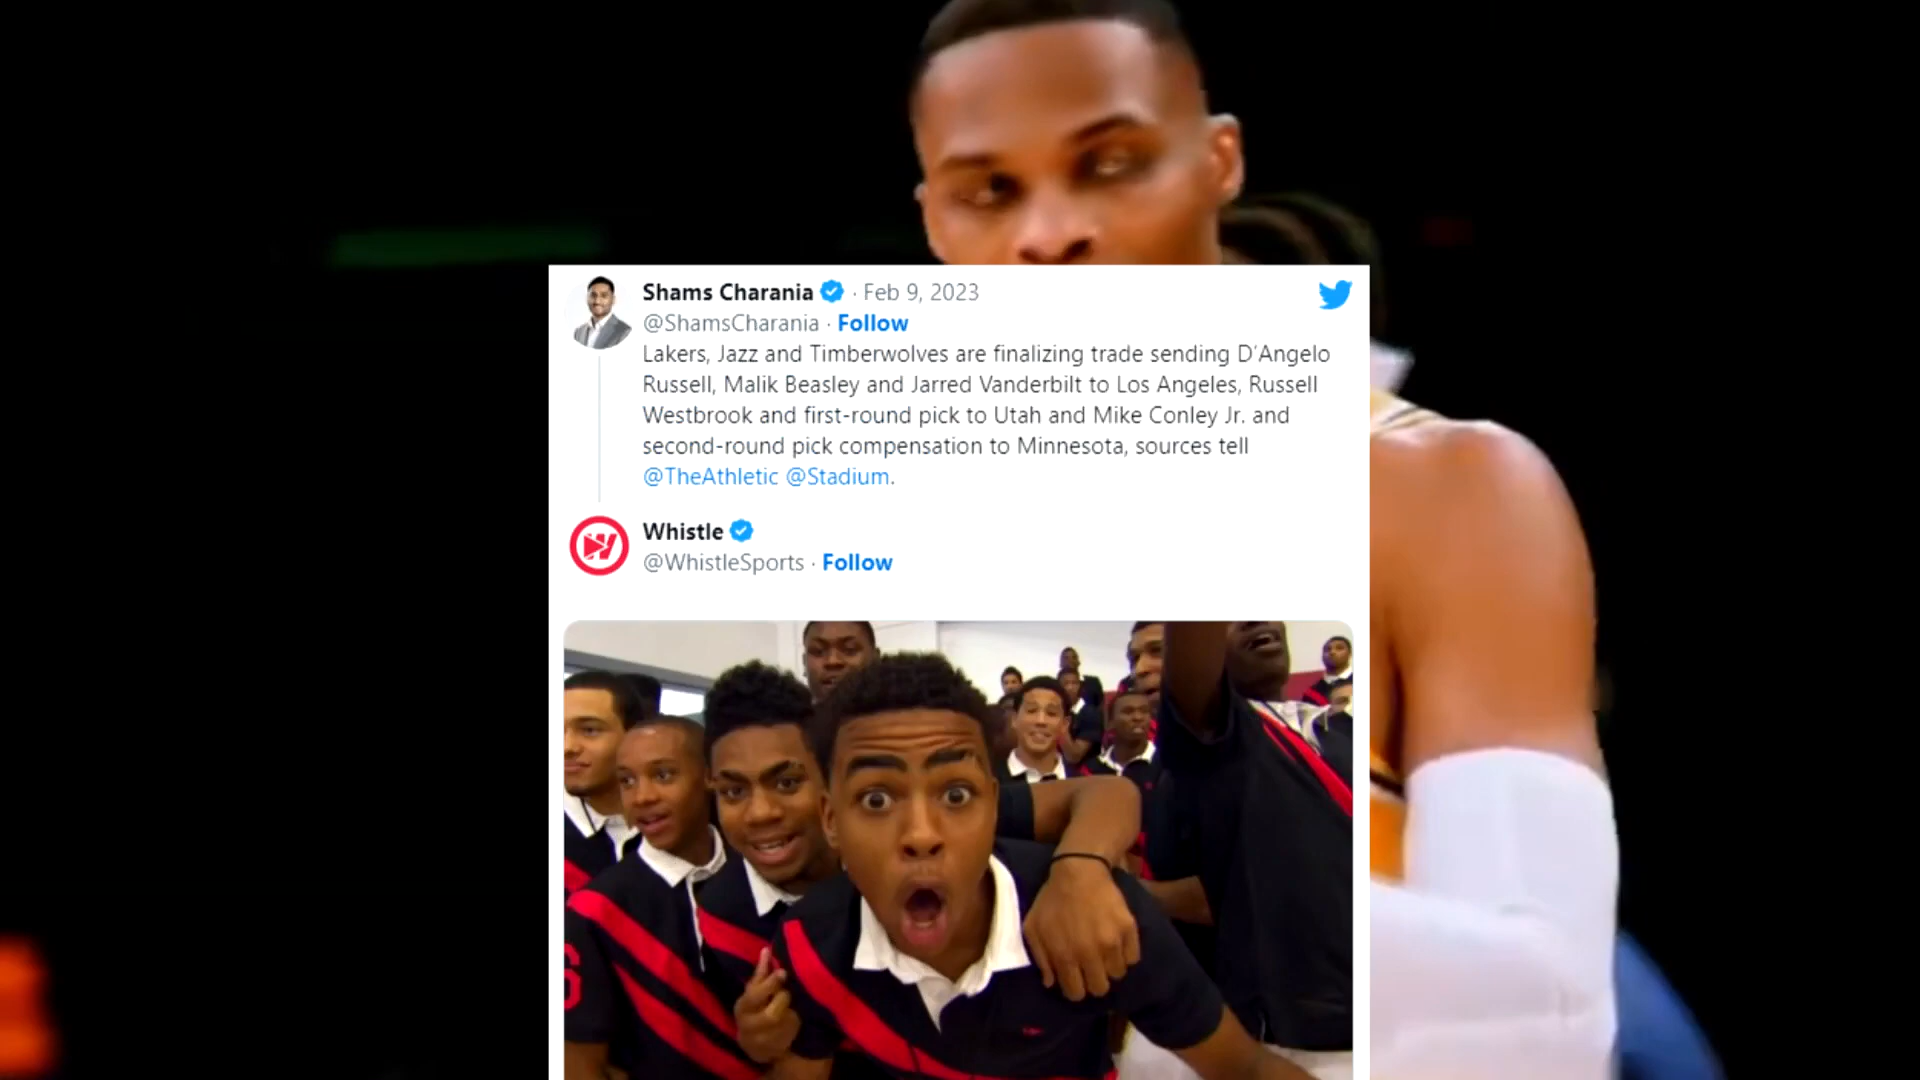 Shams Charania · Feb 9, 2023
@ShamsCharania · Follow
Lakers, Jazz and Timberwolves are finalizing trade sending D'Angelo
Russell, Malik Beasley and Jarred Vanderbilt to Los Angeles, Russell
Westbrook and first-round pick to Utah and Mike Conley Jr. and
second-round pick compensation to Minnesota, sources tell
@TheAthletic @Stadium.
Whistle
@WhistleSports · Follow